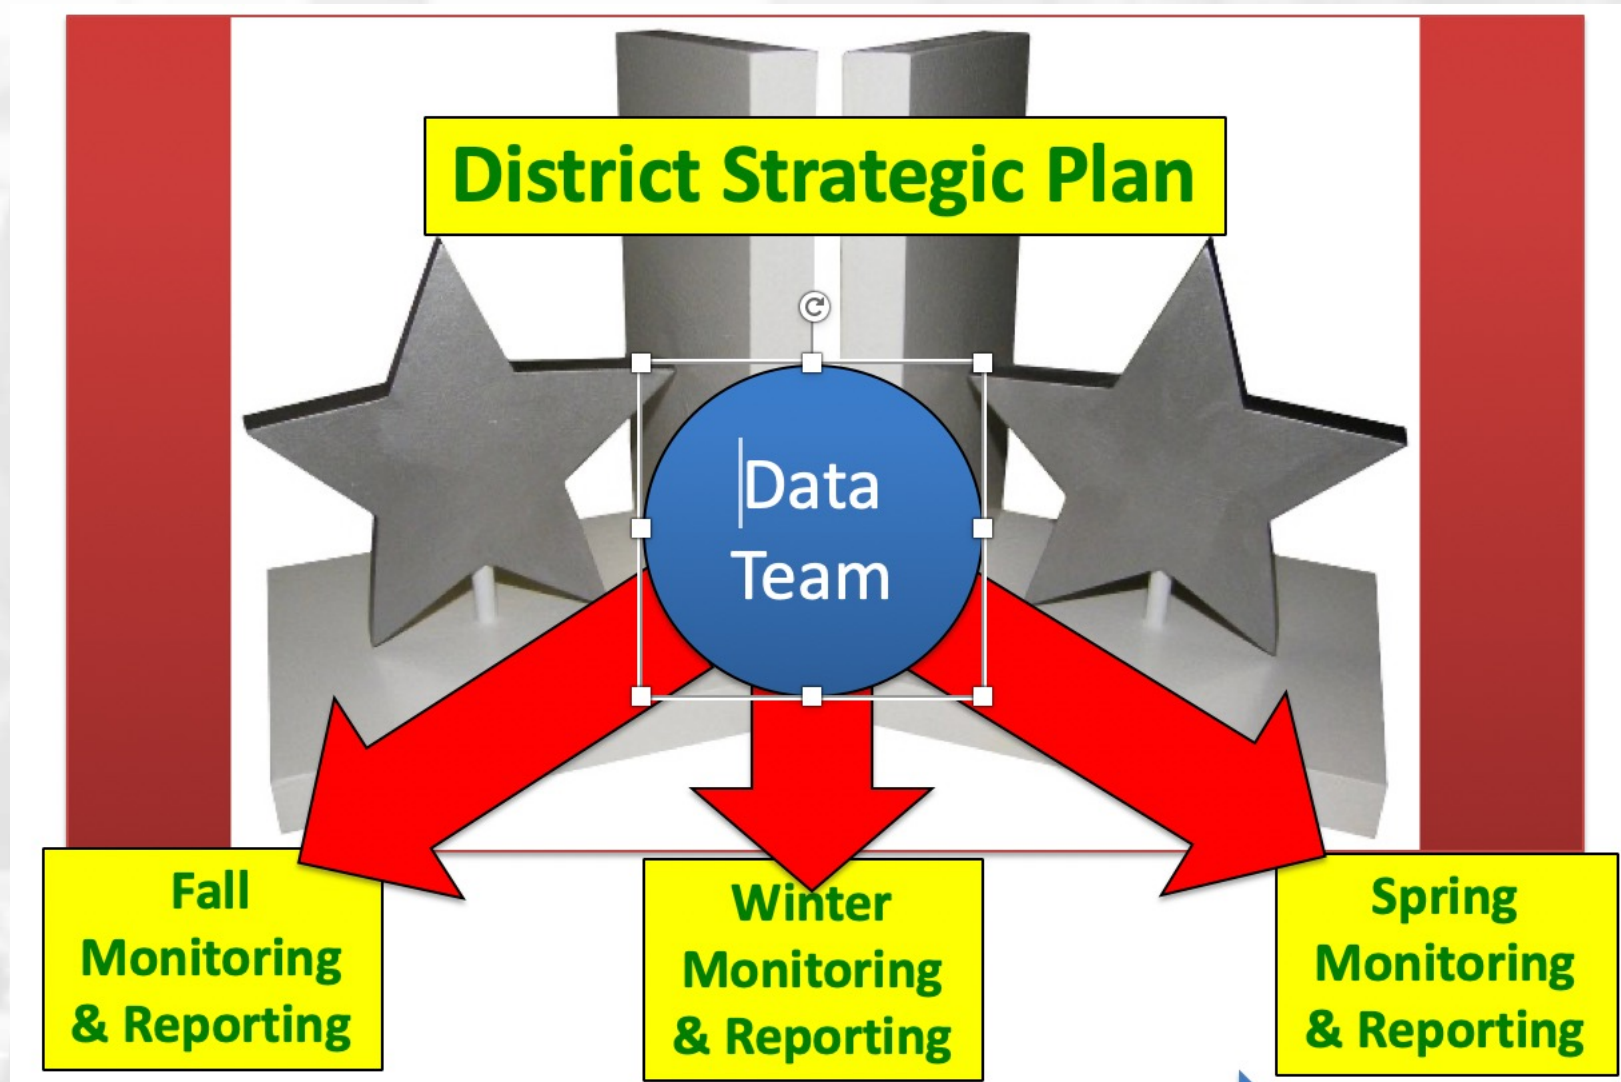 District Strategic Plan
Data
Team
Fall
Monitoring
& Reporting
Winter
Monitoring
& Reporting
Spring
Monitoring
& Reporting